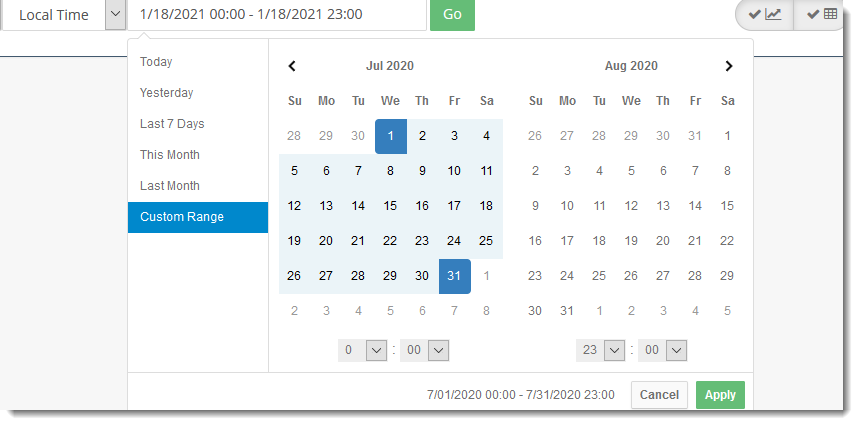 Local Time 1/18/2021 00:00 - 1/18/2021 23:00 Go
Today
Yesterday
Last 7 Days
This Month
Last Month
Custom Range
Jul 2020
Su Mo Tu We Th Fr Sa
28 29 30 1 2 3 4
5 6 7 8 9 10 11
12 13 14 15 16 17 18
19 20 21 22 23 24 25
26 27 28 29 30 31 1
2 3 4 5 6 7 8
0 : 00
Aug 2020
Su Mo Tu We Th Fr Sa
26 27 28 29 30 31 1
2 3 4 5 6 7 8
9 10 11 12 13 14 15
16 17 18 19 20 21 22
23 24 25 26 27 28 29
30 31 1 2 3 4 5
23 : 00
7/01/2020 00:00 - 7/31/2020 23:00 Cancel Apply